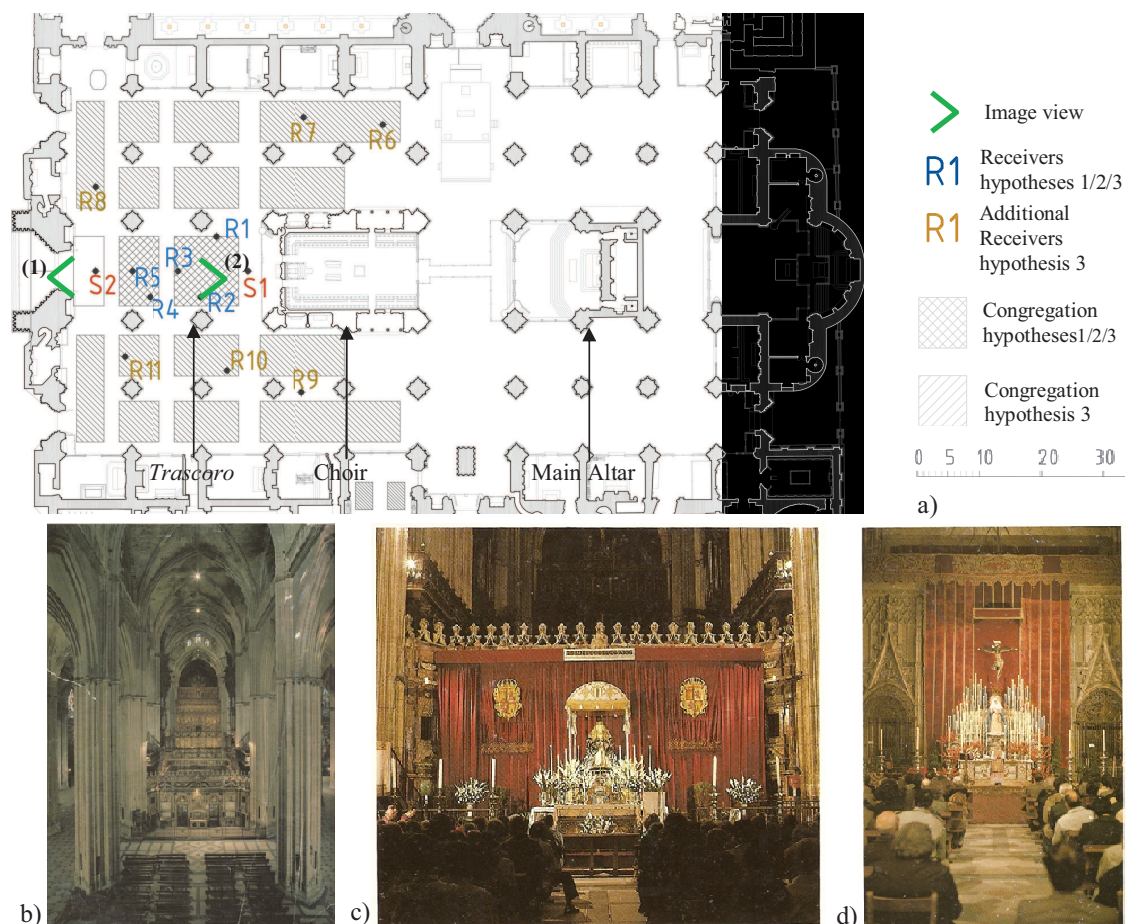 R7
R6
R8
R1
(1)
R3
(2)
S2
R5
S1
R4
R2
R11
R10
R9
Trascoro
Choir
Main Altar
Image view
R1
Receivers
hypotheses 1/2/3
R1
Additional
Receivers
hypothesis 3
Congregation
hypotheses1/2/3
Congregation
hypothesis 3
0 5 10 20 30
a)
b)
c)
d)